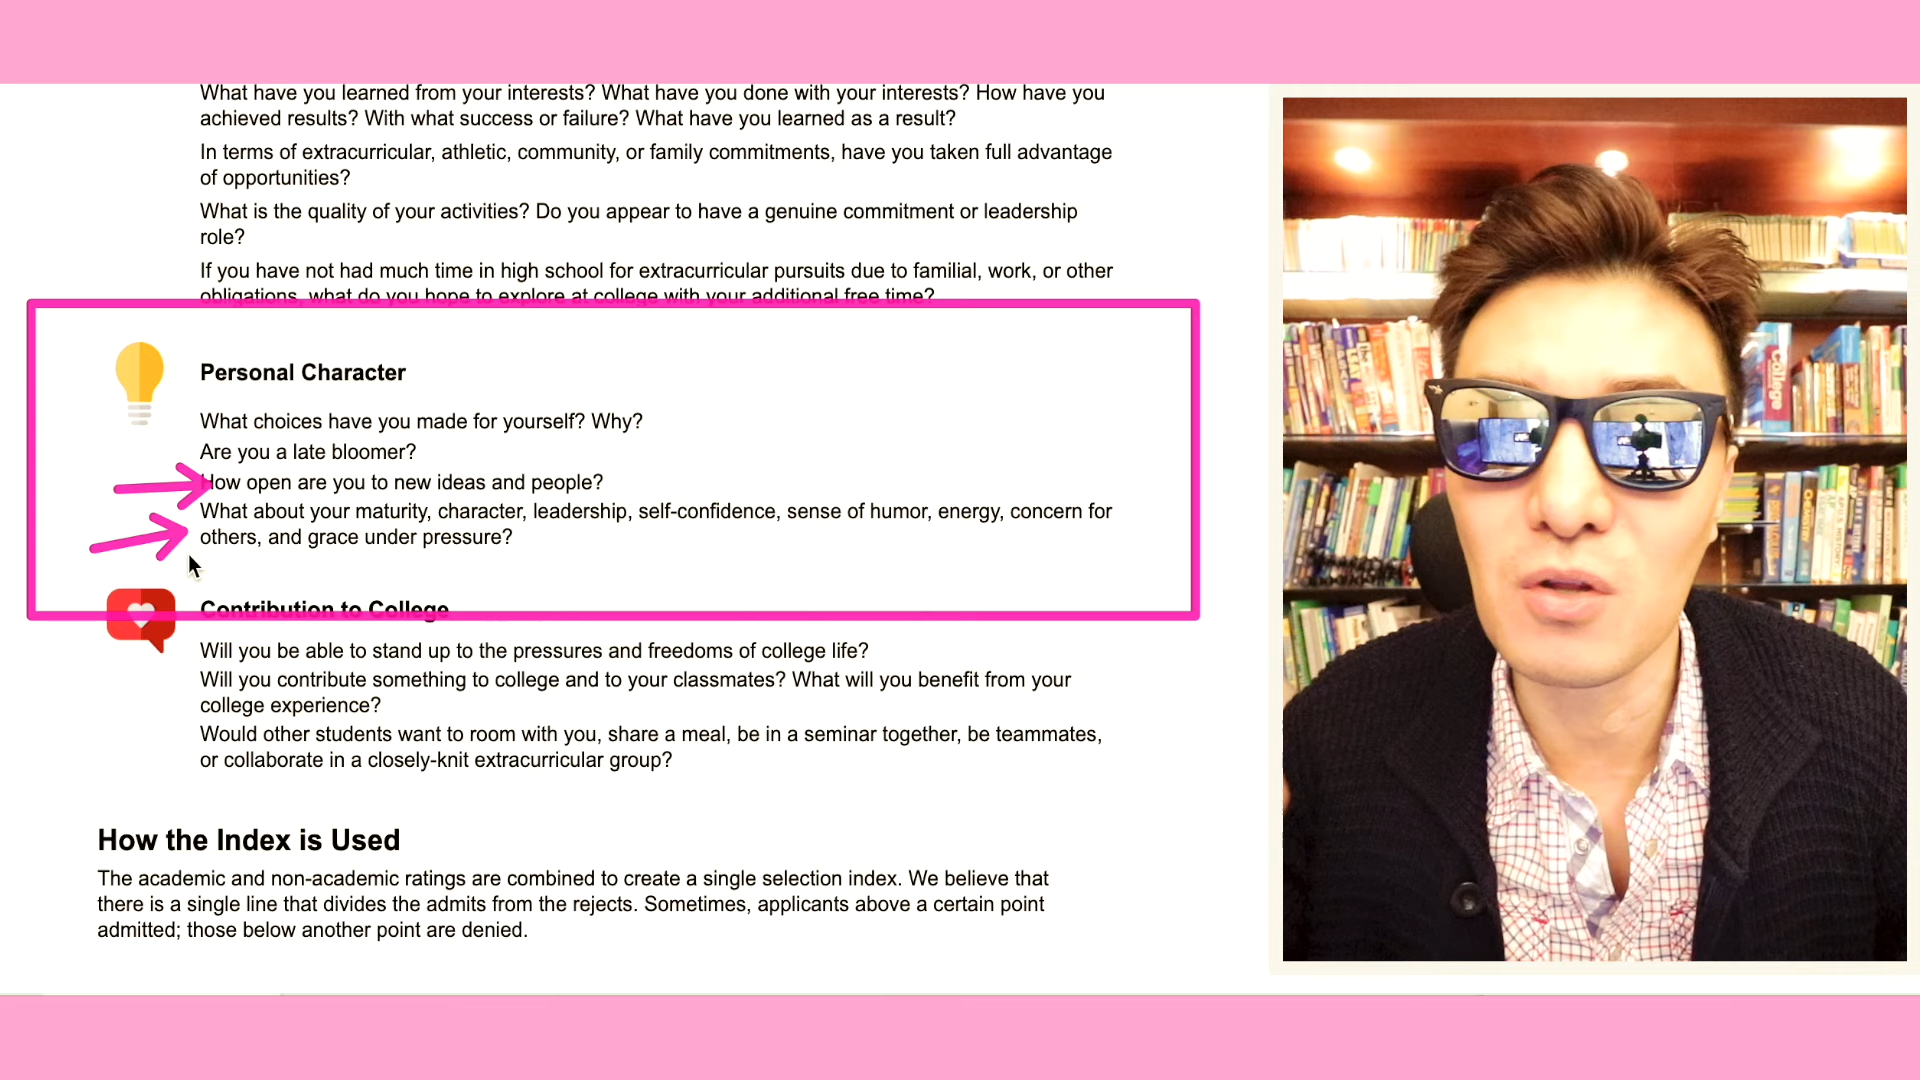 What have you learned from your interests? What have you done with your interests? How have you
achieved results? With what success or failure? What have you learned as a result?
In terms of extracurricular, athletic, community, or family commitments, have you taken full advantage
of opportunities?
What is the quality of your activities? Do you appear to have a genuine commitment or leadership
role?
If you have not had much time in high school for extracurricular pursuits due to familial, work, or other
obligations, what do you hope to explore at college with your additional free time?
Personal Character
What choices have you made for yourself? Why?
Are you a late bloomer?
How open are you to new ideas and people?
What about your maturity, character, leadership, self-confidence, sense of humor, energy, concern for
others, and grace under pressure?
Contribution to College
Will you be able to stand up to the pressures and freedoms of college life?
Will you contribute something to college and to your classmates? What will you benefit from your
college experience?
Would other students want to room with you, share a meal, be in a seminar together, be teammates,
or collaborate in a closely-knit extracurricular group?
How the Index is Used
The academic and non-academic ratings are combined to create a single selection index. We believe that
there is a single line that divides the admits from the rejects. Sometimes, applicants above a certain point
admitted; those below another point are denied.
College